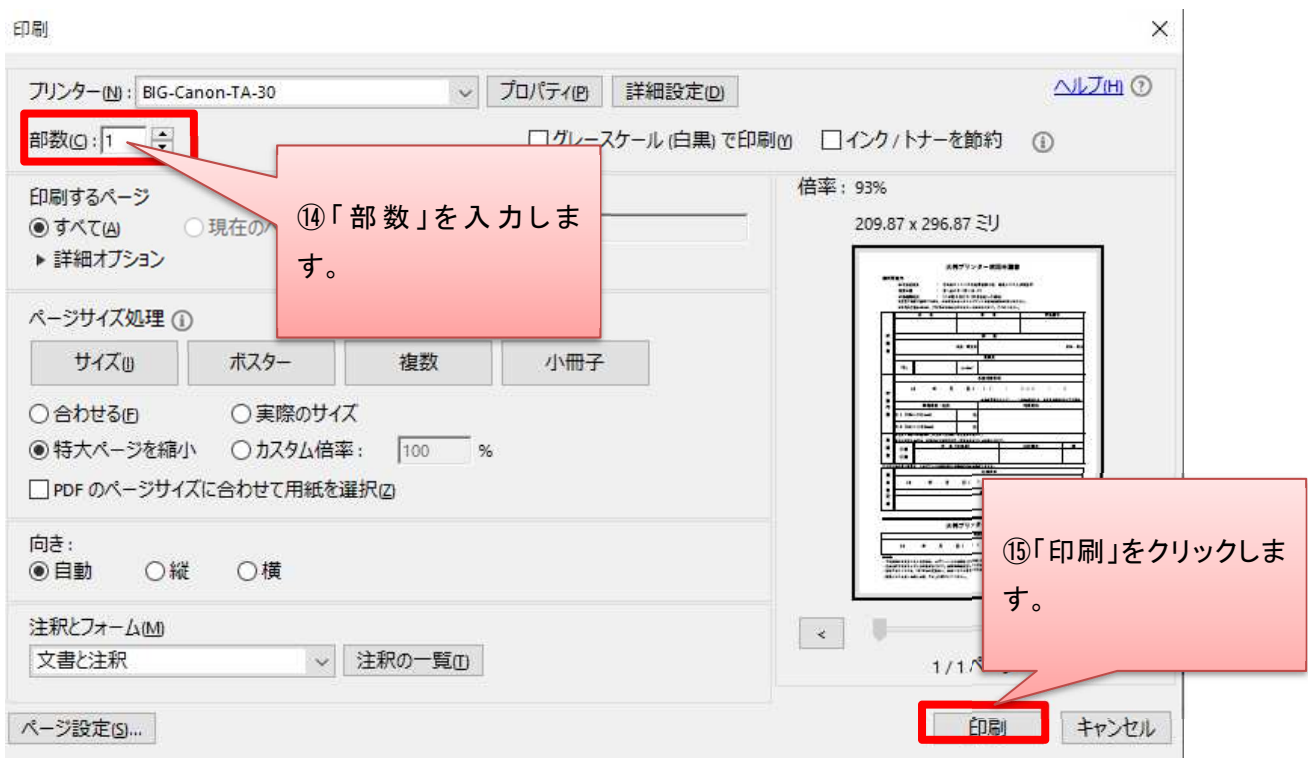 印刷
プリンター(N): BIG-Canon-TA-30 プロパティ(P) 詳細設定(D) ヘルプ(H) ?
部数(C): 1 グレースケール (白黒) で印刷(Y) インク / トナーを節約
印刷するページ
すべて(A) 現在の
詳細オプション
⑭「部数」を入力しま
す。
倍率: 93%
209.87 x 296.87 ミリ
大判プリンター
ページサイズ処理
サイズ(I) ポスター 複数 小冊子
合わせる(F) 実際のサイズ
特大ページを縮小 カスタム倍率: 100 %
PDF のページサイズに合わせて用紙を選択(Z)
向き:
自動 縦 横
⑮「印刷」をクリックしま
す。
注釈とフォーム(M)
文書と注釈 注釈の一覧(T)
<
1 / 1
ページ設定(S)... 印刷 キャンセル